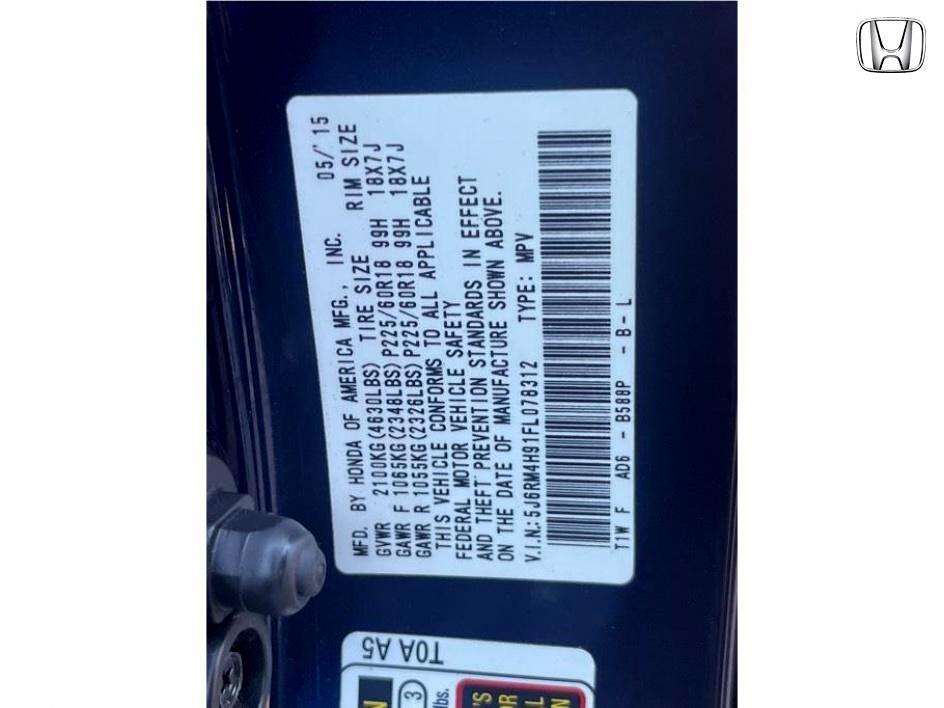 MFD. BY HONDA OF AMERICA MFG., INC. 05/'15
GVWR 2100KG(4630LBS) TIRE SIZE RIM SIZE
GAWR F 1065KG(2348LBS)P225/60R18 99H 18X7J
GAWR R 1055KG(2326LBS)P225/60R18 99H 18X7J
THIS VEHICLE CONFORMS TO ALL APPLICABLE
FEDERAL MOTOR VEHICLE SAFETY
AND THEFT PREVENTION STANDARDS IN EFFECT
ON THE DATE OF MANUFACTURE SHOWN ABOVE.
V.I.N.:5J6RM4H91FL078312 TYPE: MPV
T1W F AD6 - B588P - B - L
T0A A5
N
3
lbs.
'S
OR
L
N